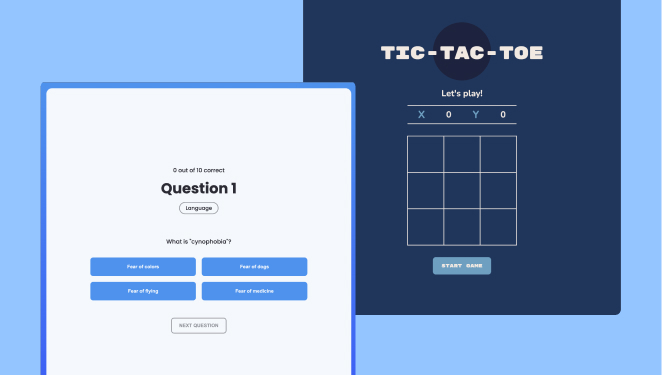 TIC-TAC-TOE
Let's play!
X 0 Y 0
START GAME
0 out of 10 correct
Question 1
Language
What is "cynophobia"?
Fear of colors
Fear of dogs
Fear of flying
Fear of medicine
NEXT QUESTION